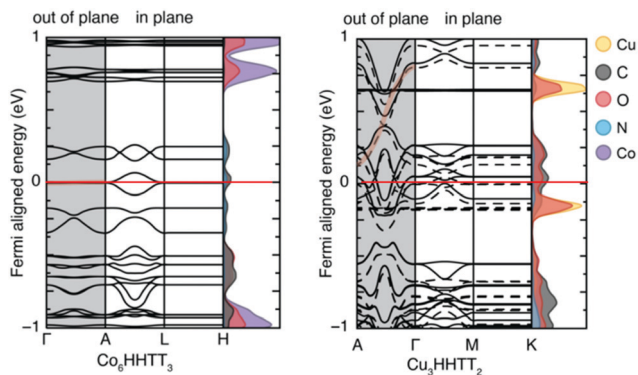 out of plane in plane
1
0
−1
Fermi aligned energy (eV)
Γ A L H
Co6HHTT3
out of plane in plane
1
0
−1
Fermi aligned energy (eV)
A Γ M K
Cu3HHTT2
Cu
C
O
N
Co